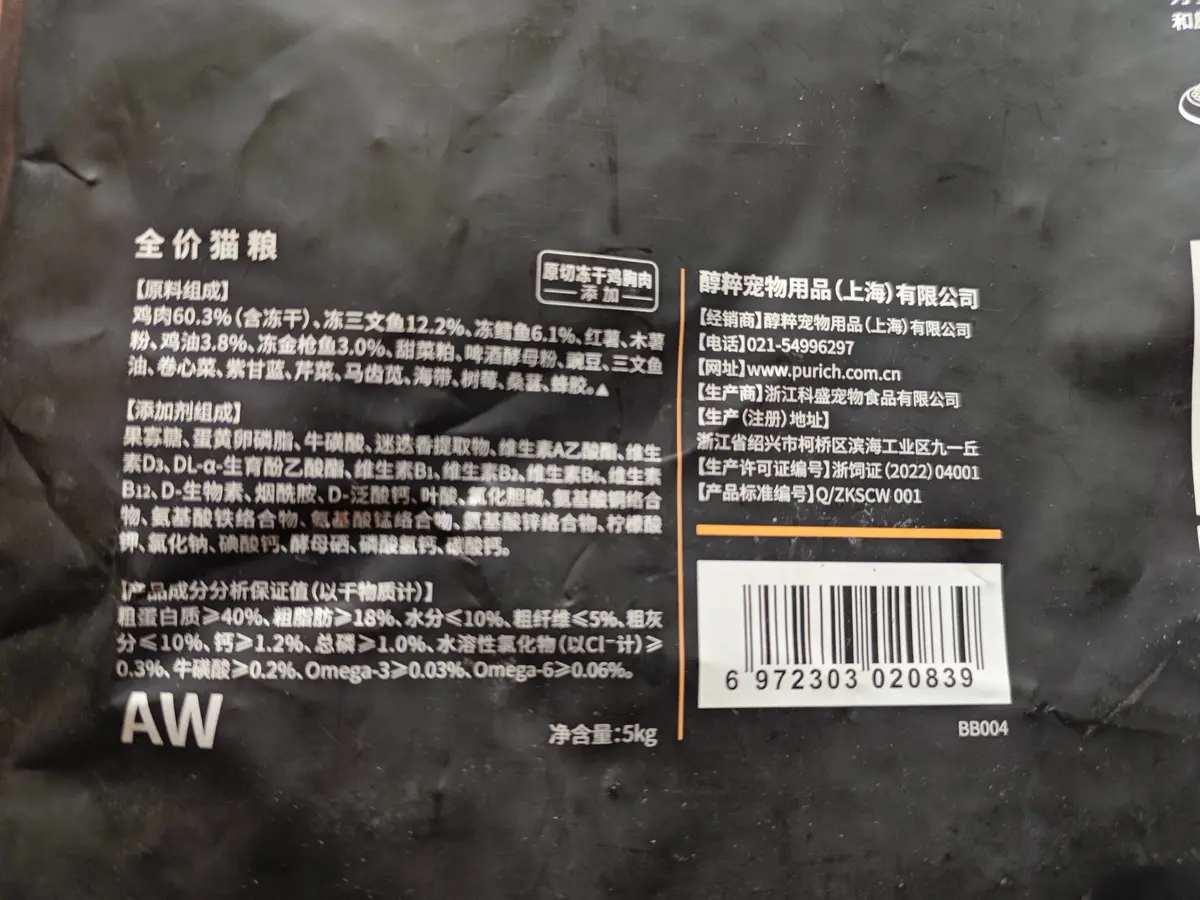 全价猫粮
原切冻干鸡胸肉
添加
【原料组成】
鸡肉60.3%(含冻干)、冻三文鱼12.2%、冻鳕鱼6.1%、红薯、木薯
粉、鸡油3.8%、冻金枪鱼3.0%、甜菜粕、啤酒酵母粉、豌豆、三文鱼
油、卷心菜、紫甘蓝、芹菜、马齿苋、海带、树莓、桑葚、蜂胶。▲
【添加剂组成】
果寡糖、蛋黄卵磷脂、牛磺酸、迷迭香提取物、维生素A乙酸酯、维生
素D₃、DL-α-生育酚乙酸酯、维生素B₁、维生素B₂、维生素B₆、维生素
B₁₂、D-生物素、烟酰胺、D-泛酸钙、叶酸、氯化胆碱、氨基酸铜络合
物、氨基酸铁络合物、氨基酸锰络合物、氨基酸锌络合物、柠檬酸
钾、氯化钠、碘酸钙、酵母硒、磷酸氢钙、碳酸钙。
【产品成分分析保证值(以干物质计)】
粗蛋白质≥40%、粗脂肪≥18%、水分≤10%、粗纤维≤5%、粗灰
分≤10%、钙≥1.2%、总磷≥1.0%、水溶性氯化物(以Cl⁻计)≥
0.3%、牛磺酸≥0.2%、Omega-3≥0.03%、Omega-6≥0.06%。
AW
净含量:5kg
醇粹宠物用品(上海)有限公司
【经销商】醇粹宠物用品(上海)有限公司
【电话】021-54996297
【网址】www.purich.com.cn
【生产商】浙江科盛宠物食品有限公司
【生产(注册)地址】
浙江省绍兴市柯桥区滨海工业区九一丘
【生产许可证编号】浙饲证(2022)04001
【产品标准编号】Q/ZKSCW 001
6 972303 020839
BB004